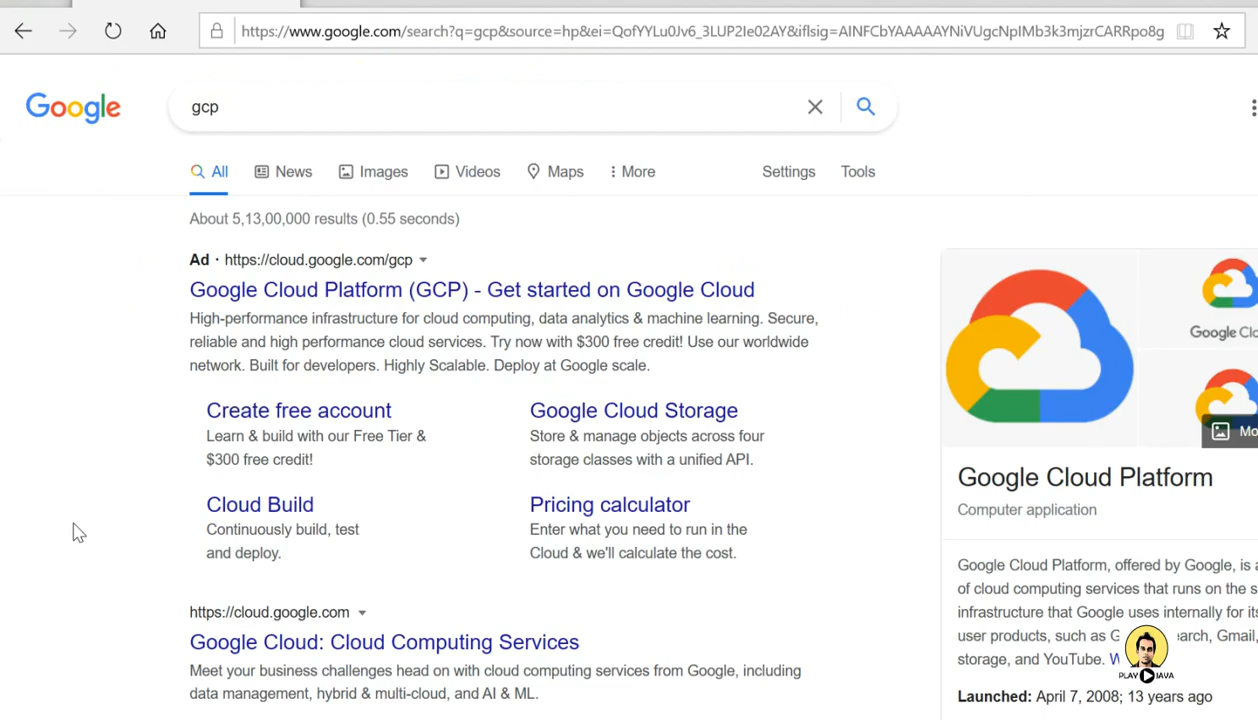 https://www.google.com/search?q=gcp&source=hp&ei=QofYYLu0Jv6_3LUP2Ie02AY&iflsig=AINFCbYAAAAAYNiVUgcNpIMb3k3mjzrCARRpo8g
Google
gcp
All News Images Videos Maps More Settings Tools
About 5,13,00,000 results (0.55 seconds)
Ad · https://cloud.google.com/gcp
Google Cloud Platform (GCP) - Get started on Google Cloud
High-performance infrastructure for cloud computing, data analytics & machine learning. Secure,
reliable and high performance cloud services. Try now with $300 free credit! Use our worldwide
network. Built for developers. Highly Scalable. Deploy at Google scale.
Create free account
Learn & build with our Free Tier &
$300 free credit!
Google Cloud Storage
Store & manage objects across four
storage classes with a unified API.
Cloud Build
Continuously build, test
and deploy.
Pricing calculator
Enter what you need to run in the
Cloud & we'll calculate the cost.
https://cloud.google.com
Google Cloud: Cloud Computing Services
Meet your business challenges head on with cloud computing services from Google, including
data management, hybrid & multi-cloud, and AI & ML.
Google Clo
Mo
Google Cloud Platform
Computer application
Google Cloud Platform, offered by Google, is a
of cloud computing services that runs on the s
infrastructure that Google uses internally for its
user products, such as G arch, Gmail,
storage, and YouTube. W
PLAY JAVA
Launched: April 7, 2008; 13 years ago